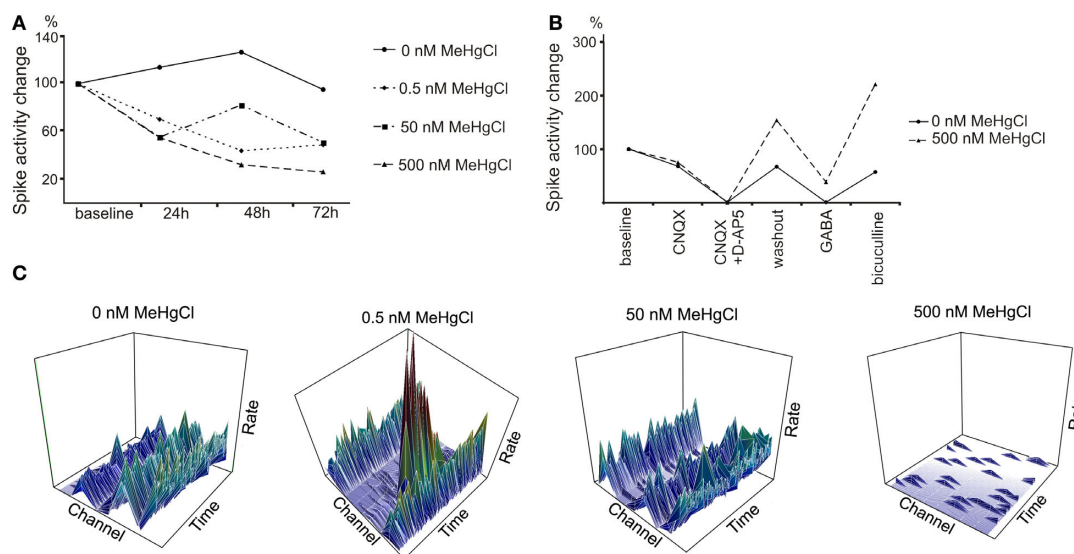 A
%
Spike activity change
140
100
60
20
baseline
24h
48h
72h
0 nM MeHgCl
0.5 nM MeHgCl
50 nM MeHgCl
500 nM MeHgCl
B
%
Spike activity change
300
200
100
baseline
CNQX
CNQX
+D-AP5
washout
GABA
bicuculline
0 nM MeHgCl
500 nM MeHgCl
C
0 nM MeHgCl
Rate
Channel
Time
0.5 nM MeHgCl
Rate
Channel
Time
50 nM MeHgCl
Rate
Channel
Time
500 nM MeHgCl
Channel
Time